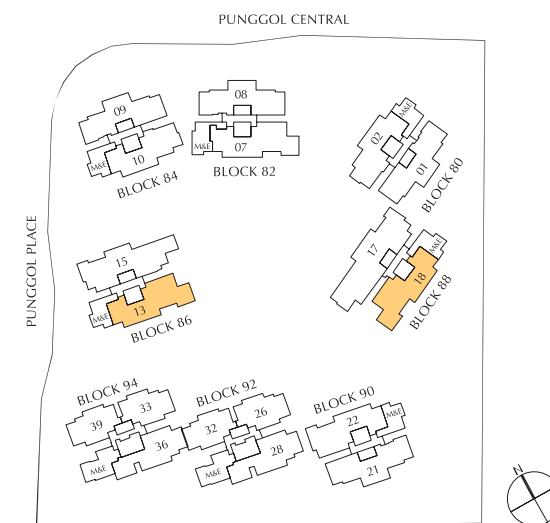 PUNGGOL CENTRAL
PUNGGOL PLACE
09
10
M&E
BLOCK 84
08
07
M&E
BLOCK 82
M&E
02
01
BLOCK 80
15
13
M&E
BLOCK 86
17
M&E
18
BLOCK 88
BLOCK 94
39
33
36
M&E
BLOCK 92
32
26
28
M&E
BLOCK 90
22
M&E
21
N